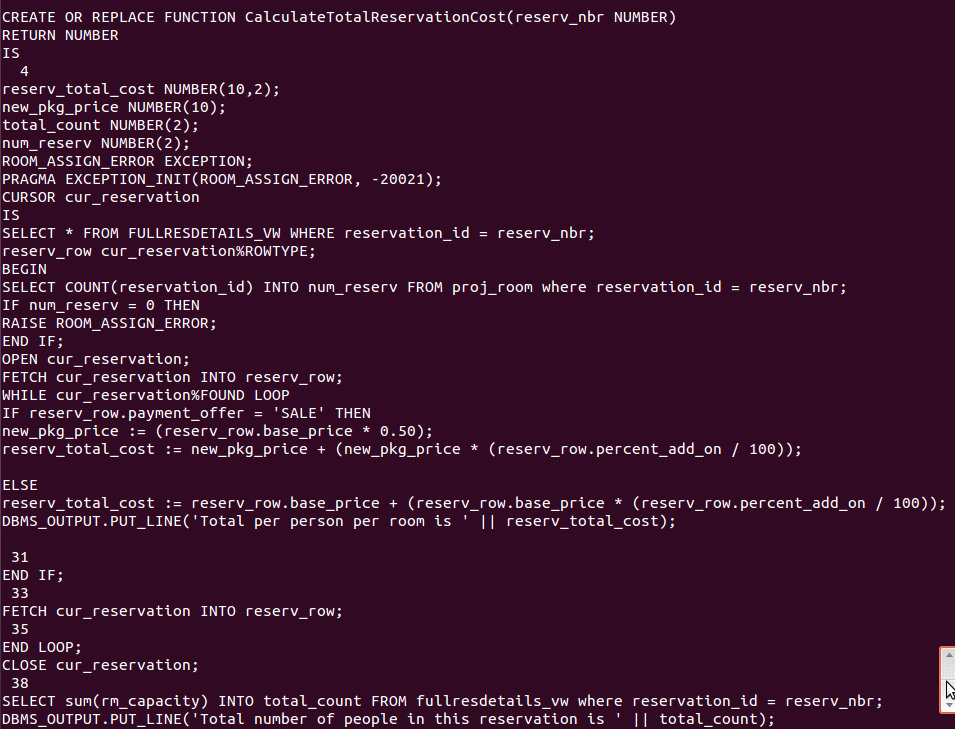 CREATE OR REPLACE FUNCTION CalculateTotalReservationCost(reserv_nbr NUMBER)
RETURN NUMBER
IS
4
reserv_total_cost NUMBER(10,2);
new_pkg_price NUMBER(10);
total_count NUMBER(2);
num_reserv NUMBER(2);
ROOM_ASSIGN_ERROR EXCEPTION;
PRAGMA EXCEPTION_INIT(ROOM_ASSIGN_ERROR, -20021);
CURSOR cur_reservation
IS
SELECT * FROM FULLRESDETAILS_VW WHERE reservation_id = reserv_nbr;
reserv_row cur_reservation%ROWTYPE;
BEGIN
SELECT COUNT(reservation_id) INTO num_reserv FROM proj_room where reservation_id = reserv_nbr;
IF num_reserv = 0 THEN
RAISE ROOM_ASSIGN_ERROR;
END IF;
OPEN cur_reservation;
FETCH cur_reservation INTO reserv_row;
WHILE cur_reservation%FOUND LOOP
IF reserv_row.payment_offer = 'SALE' THEN
new_pkg_price := (reserv_row.base_price * 0.50);
reserv_total_cost := new_pkg_price + (new_pkg_price * (reserv_row.percent_add_on / 100));
ELSE
reserv_total_cost := reserv_row.base_price + (reserv_row.base_price * (reserv_row.percent_add_on / 100));
DBMS_OUTPUT.PUT_LINE('Total per person per room is ' || reserv_total_cost);
31
END IF;
33
FETCH cur_reservation INTO reserv_row;
35
END LOOP;
CLOSE cur_reservation;
38
SELECT sum(rm_capacity) INTO total_count FROM fullresdetails_vw where reservation_id = reserv_nbr;
DBMS_OUTPUT.PUT_LINE('Total number of people in this reservation is ' || total_count);